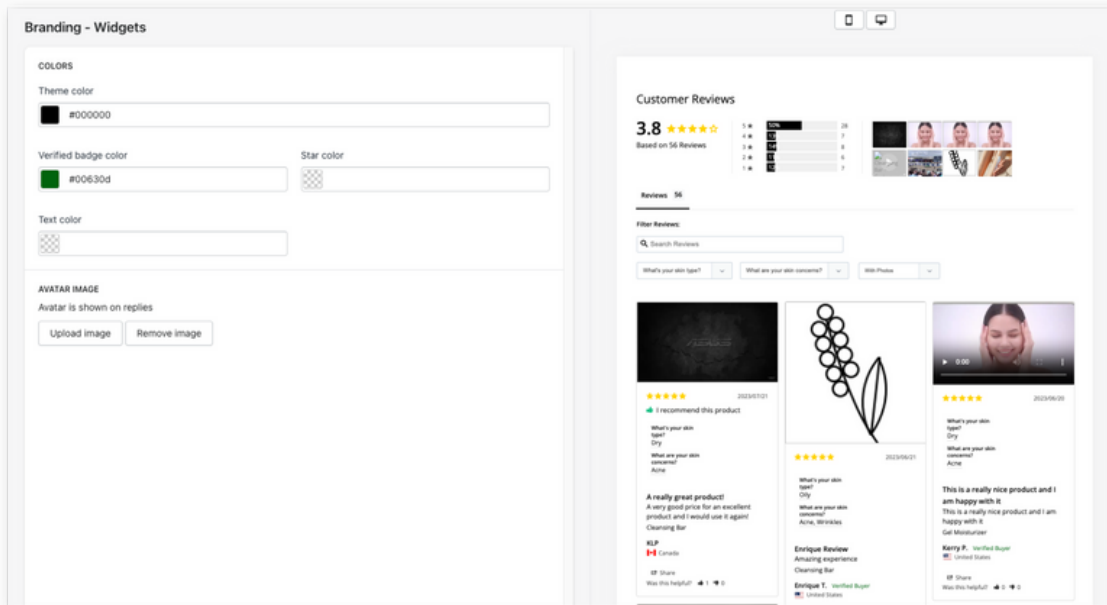 Branding - Widgets
COLORS
Theme color
#000000
Verified badge color
Star color
#00630d
Text color
AVATAR IMAGE
Avatar is shown on replies
Upload image
Remove image
Customer Reviews
3.8
Based on 56 Reviews
5 ★ 50% 28
4 ★ 7
3 ★ 8
2 ★ 6
1 ★ 7
Reviews 56
Filter Reviews:
Search Reviews
What's your skin type?
What are your skin concerns?
With Photos
2023/07/21
I recommend this product
What's your skin
type?
Dry
What are your skin
concerns?
Acne
A really great product!
A very good price for an excellent
product and I would use it again!
Cleansing Bar
KLP
Canada
Share
Was this helpful? 1 0
2023/06/21
What's your skin
type?
Oily
What are your skin
concerns?
Acne, Wrinkles
Enrique Review
Amazing experience
Cleansing Bar
Enrique T. Verified Buyer
United States
0:00
2023/06/20
What's your skin
type?
Dry
What are your skin
concerns?
Acne
This is a really nice product and I
am happy with it
This is a really nice product and I am
happy with it
Gel Moisturizer
Kerry P. Verified Buyer
United States
Share
Was this helpful? 0 0